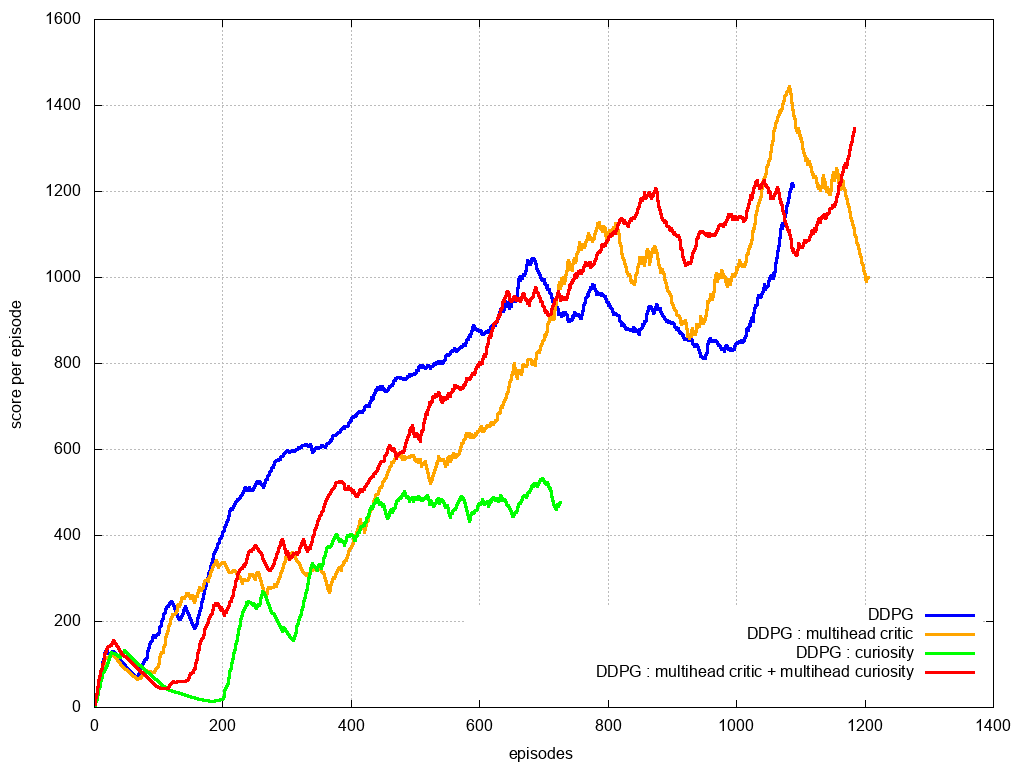 1600
1400
1200
1000
800
600
400
200
0
score per episode
DDPG
DDPG : multihead critic
DDPG : curiosity
DDPG : multihead critic + multihead curiosity
0 200 400 600 800 1000 1200 1400
episodes